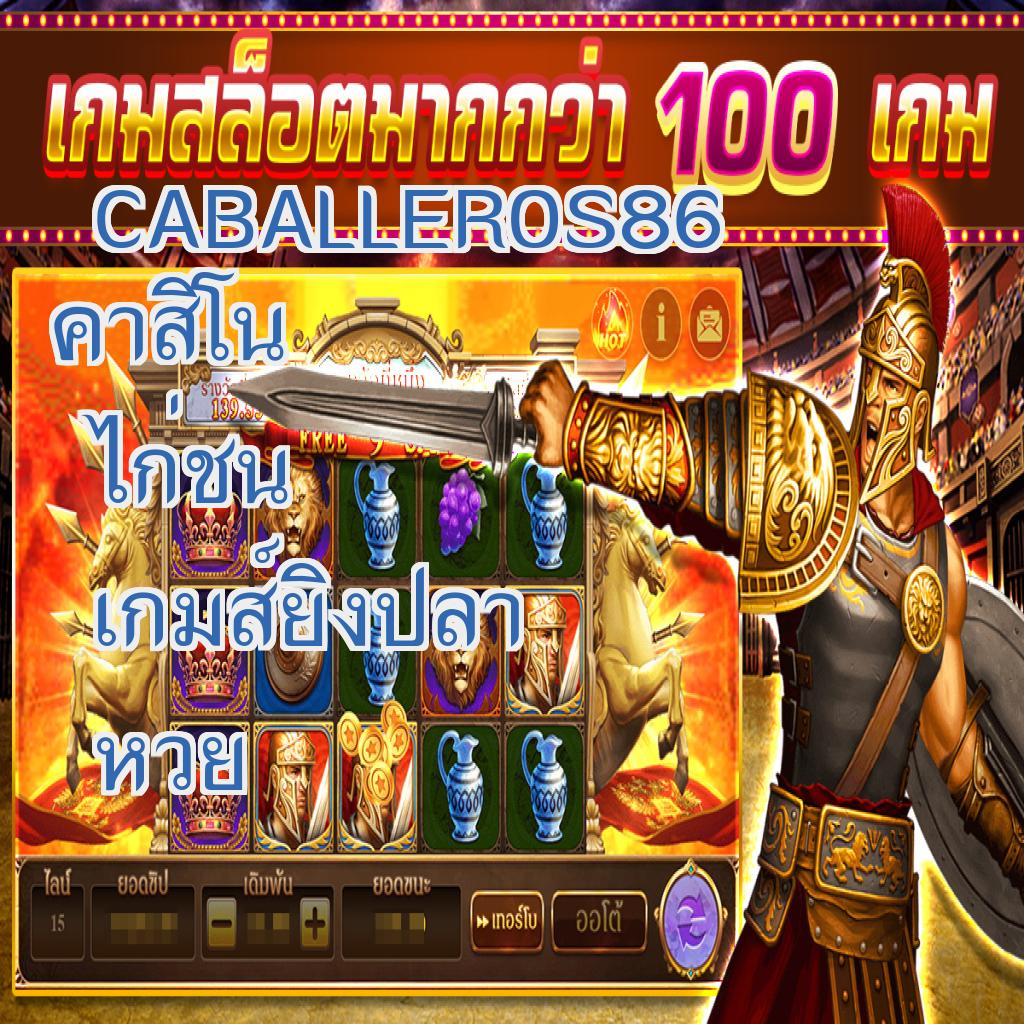 เกมสล็อตมากกว่า 100 เกม
CABALLEROS86
คาสิโน
HOT
i
139.
FREE
ไก่ชน
เกมส์ยิงปลา
หวย
ไลน์ ยอดชิป เดิมพัน ยอดชนะ
15 - + เทอร์โบ ออโต้